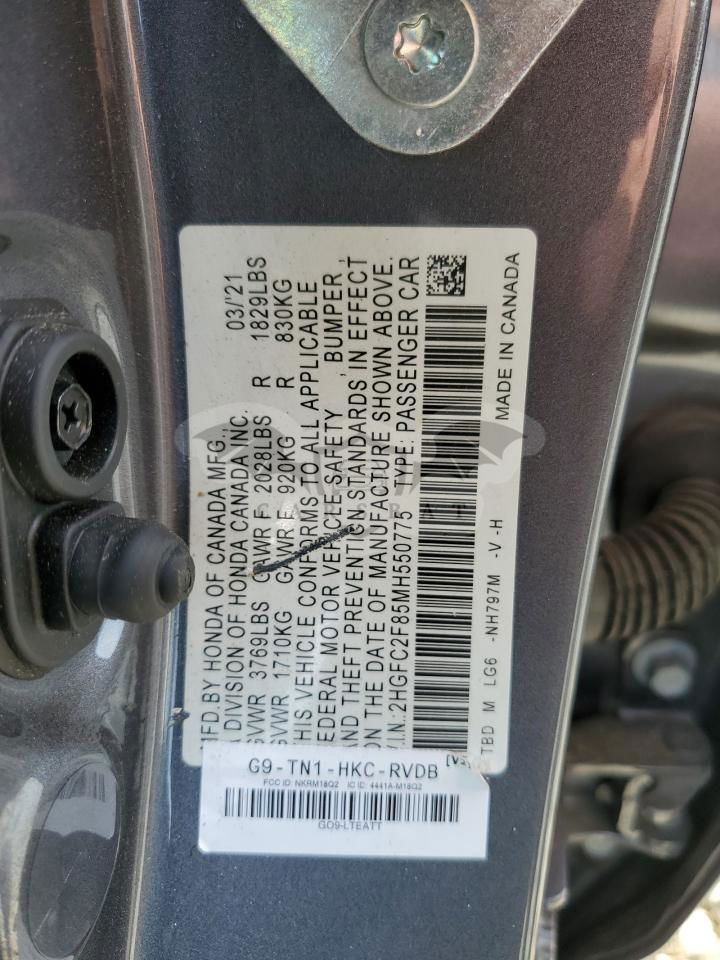 MFD.BY HONDA OF CANADA MFG. 03/'21
A DIVISION OF HONDA CANADA INC.
GVWR 3769LBS GAWR F 2028LBS R 1829LBS
GVWR 1710KG GAWR F 920KG R 830KG
THIS VEHICLE CONFORMS TO ALL APPLICABLE
FEDERAL MOTOR VEHICLE SAFETY , BUMPER ,
AND THEFT PREVENTION STANDARDS IN EFFECT
ON THE DATE OF MANUFACTURE SHOWN ABOVE.
V.I.N.:2HGFC2F85MH550775 TYPE: PASSENGER CAR
TBD M LG6 -NH797M -V -H MADE IN CANADA
G9-TN1-HKC-RVDB
FCC ID: NKRM18Q2 IC ID: 4441A-M18Q2
GO9-LTEATT